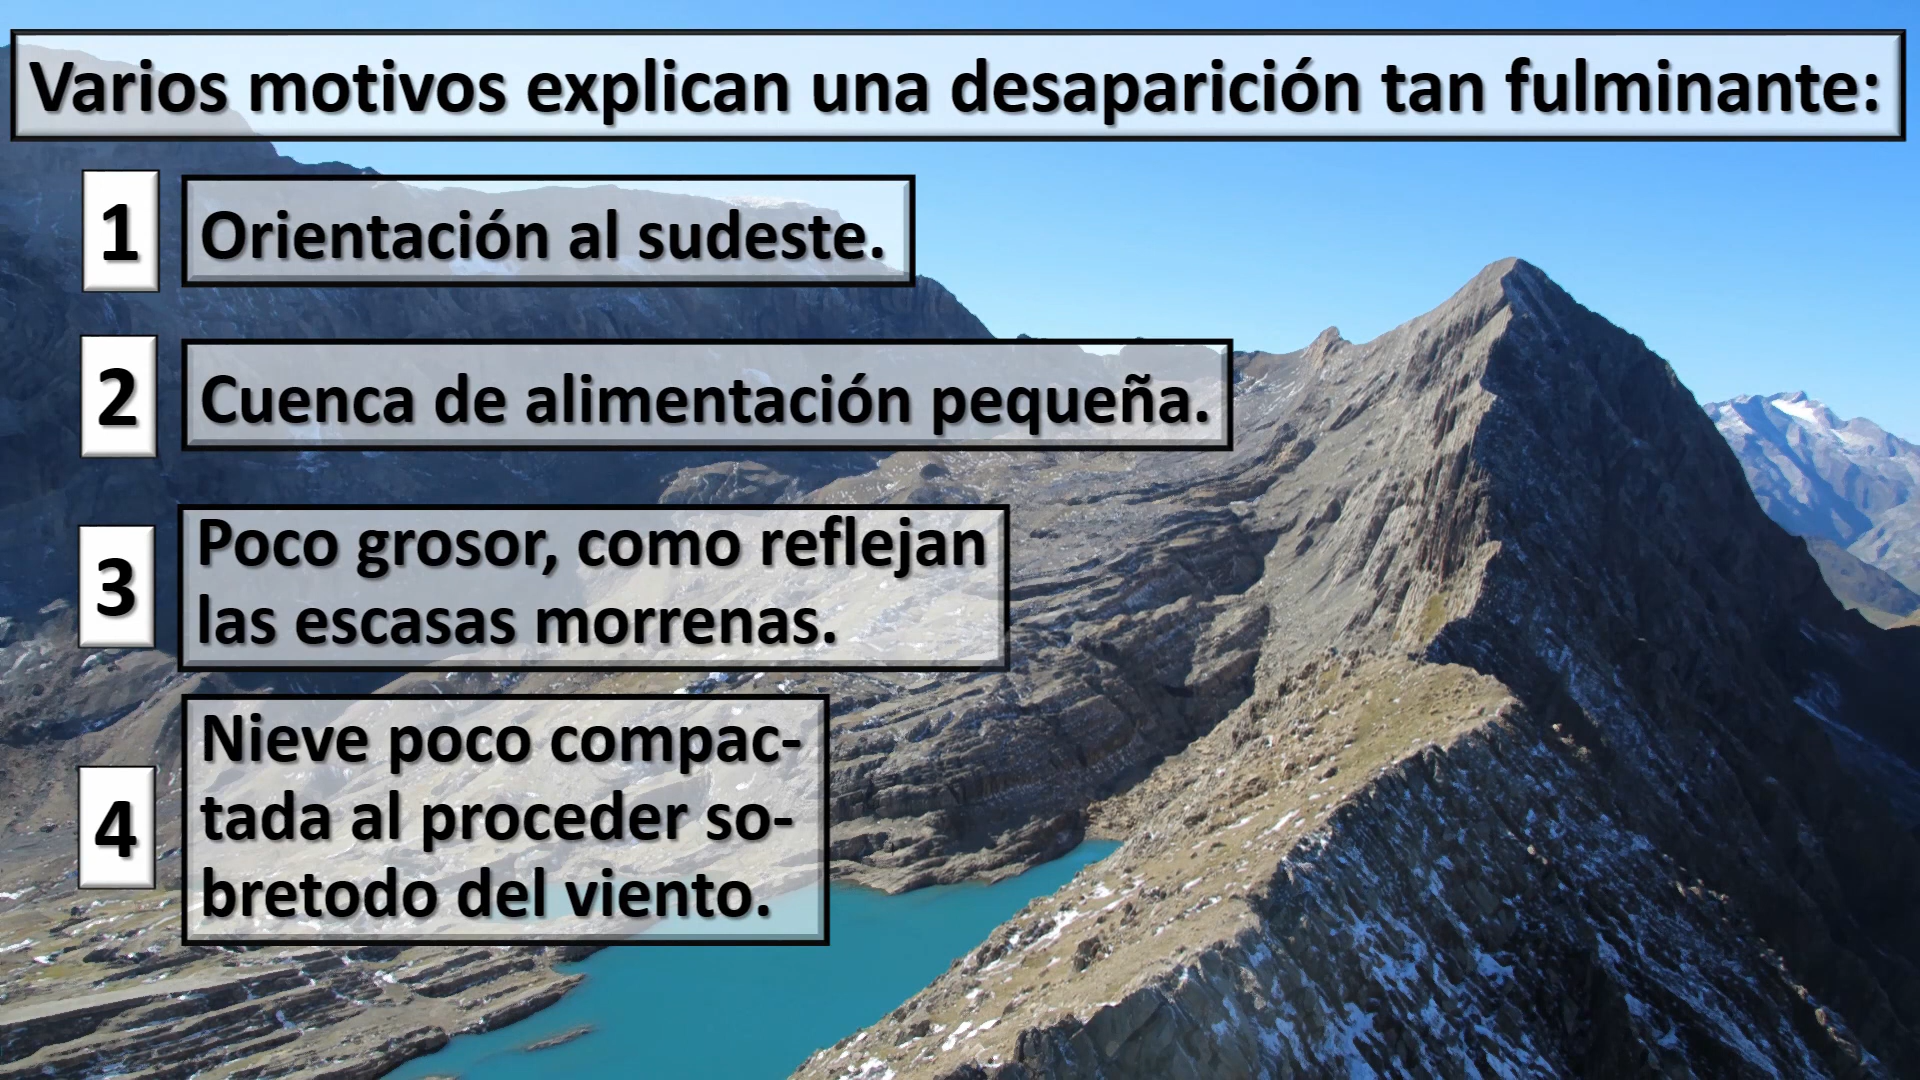 Varios motivos explican una desaparición tan fulminante:
1 Orientación al sudeste.
2 Cuenca de alimentación pequeña.
3 Poco grosor, como reflejan
las escasas morrenas.
4 Nieve poco compac-
tada al proceder so-
bretodo del viento.